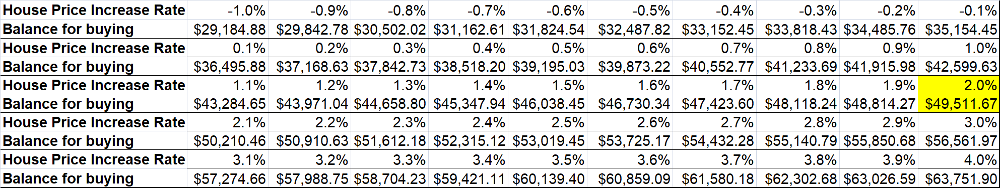 House Price Increase Rate -1.0% -0.9% -0.8% -0.7% -0.6% -0.5% -0.4% -0.3% -0.2% -0.1%
Balance for buying $29,184.88 $29,842.78 $30,502.02 $31,162.61 $31,824.54 $32,487.82 $33,152.45 $33,818.43 $34,485.76 $35,154.45
House Price Increase Rate 0.1% 0.2% 0.3% 0.4% 0.5% 0.6% 0.7% 0.8% 0.9% 1.0%
Balance for buying $36,495.88 $37,168.63 $37,842.73 $38,518.20 $39,195.03 $39,873.22 $40,552.77 $41,233.69 $41,915.98 $42,599.63
House Price Increase Rate 1.1% 1.2% 1.3% 1.4% 1.5% 1.6% 1.7% 1.8% 1.9% 2.0%
Balance for buying $43,284.65 $43,971.04 $44,658.80 $45,347.94 $46,038.45 $46,730.34 $47,423.60 $48,118.24 $48,814.27 $49,511.67
House Price Increase Rate 2.1% 2.2% 2.3% 2.4% 2.5% 2.6% 2.7% 2.8% 2.9% 3.0%
Balance for buying $50,210.46 $50,910.63 $51,612.18 $52,315.12 $53,019.45 $53,725.17 $54,432.28 $55,140.79 $55,850.68 $56,561.97
House Price Increase Rate 3.1% 3.2% 3.3% 3.4% 3.5% 3.6% 3.7% 3.8% 3.9% 4.0%
Balance for buying $57,274.66 $57,988.75 $58,704.23 $59,421.11 $60,139.40 $60,859.09 $61,580.18 $62,302.68 $63,026.59 $63,751.90